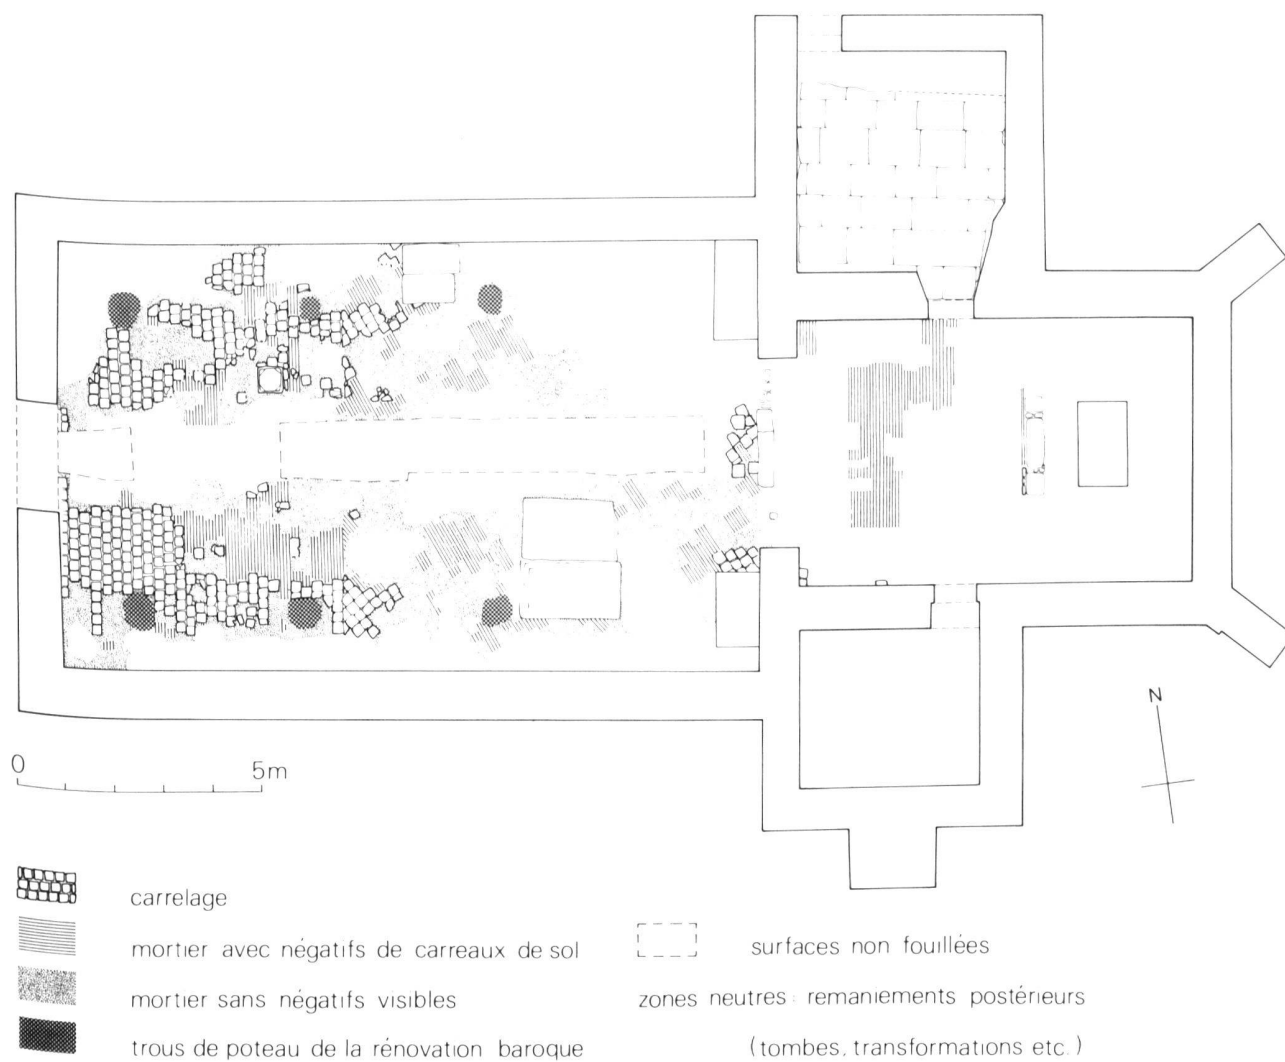 N
0 5m
carrelage
mortier avec négatifs de carreaux de sol
mortier sans négatifs visibles
trous de poteau de la rénovation baroque
surfaces non fouillées
zones neutres: remaniements postérieurs
(tombes, transformations etc.)